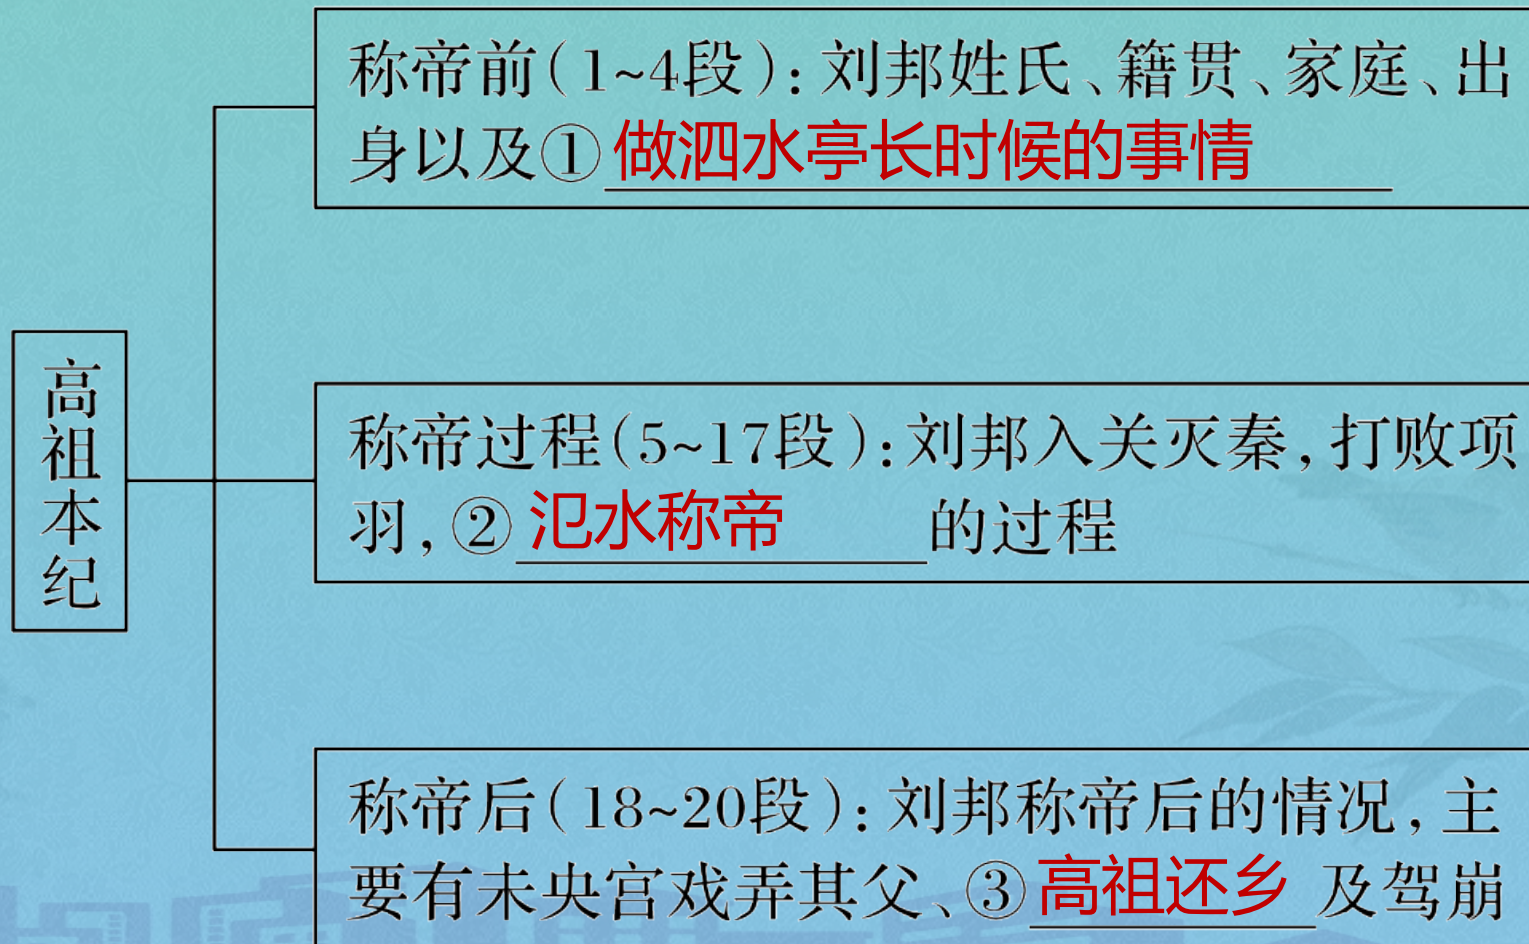 称帝前(1~4段):刘邦姓氏、籍贯、家庭、出
身以及①做泗水亭长时候的事情
高祖本纪
称帝过程(5~17段):刘邦入关灭秦,打败项
羽,②氾水称帝的过程
称帝后(18~20段):刘邦称帝后的情况,主
要有未央宫戏弄其父、③高祖还乡及驾崩